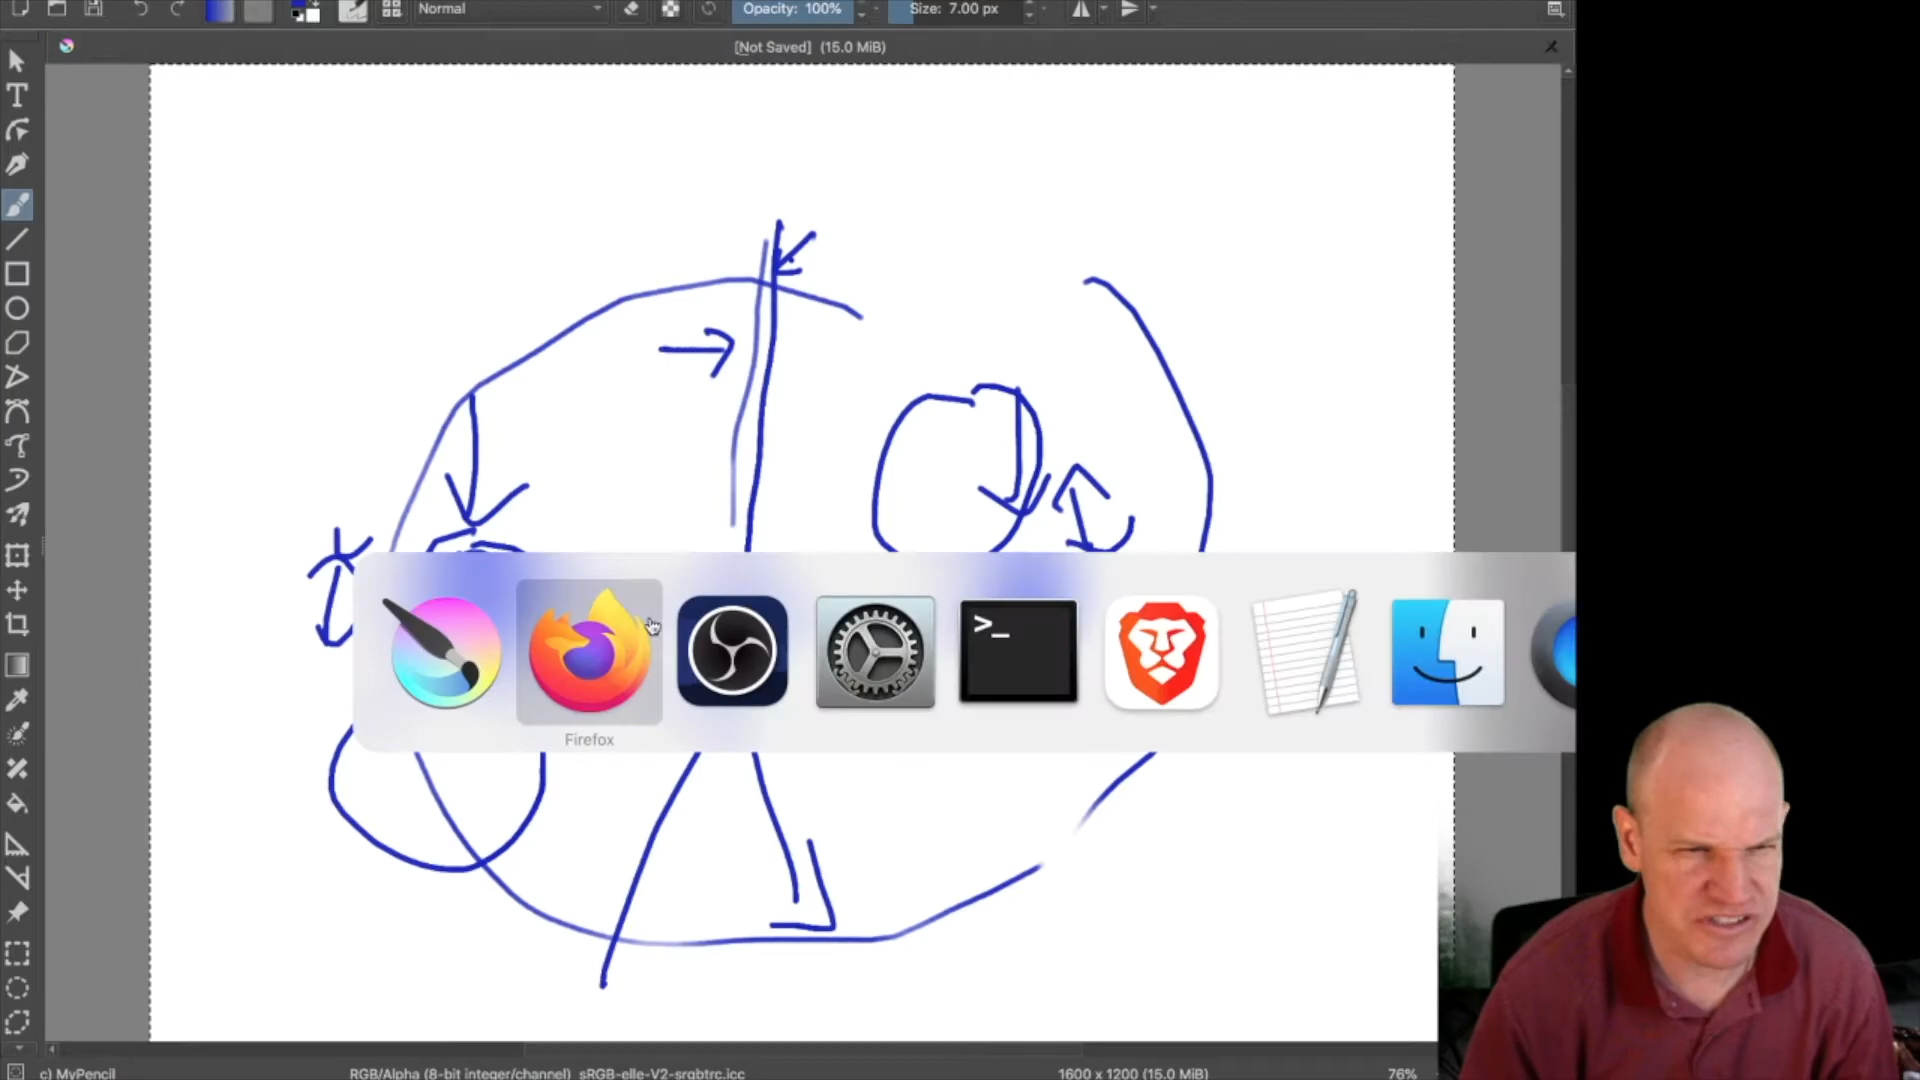 Normal
Opacity: 100%
Size: 7.00 px
[Not Saved] (15.0 MiB)
>_
Firefox
c) MyPencil
RGB/Alpha (8-bit integer/channel) sRGB-elle-V2-srgbtrc.icc
1600 x 1200 (15.0 MiB)
76%